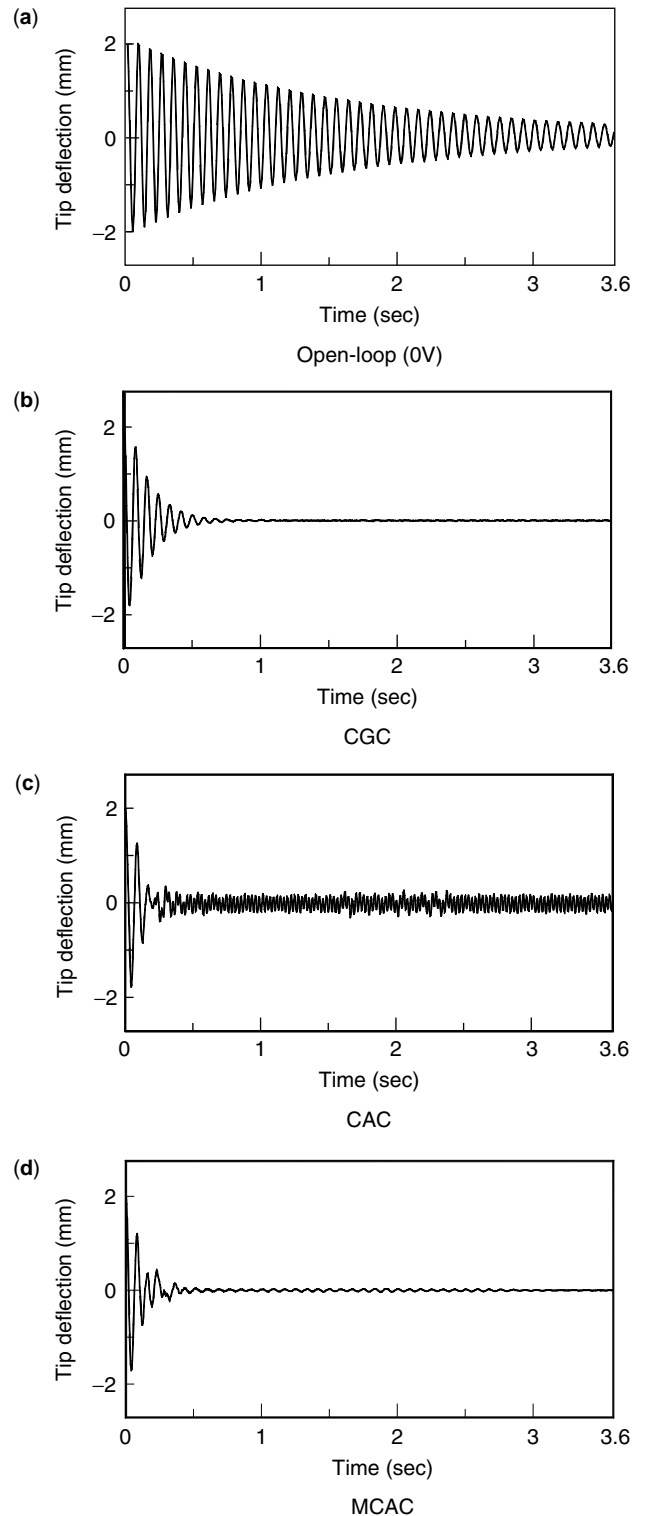 (a)
Tip deflection (mm)
2
0
−2
0 1 2 3 3.6
Time (sec)
Open-loop (0V)
(b)
Tip deflection (mm)
2
0
−2
0 1 2 3 3.6
Time (sec)
CGC
(c)
Tip deflection (mm)
2
0
−2
0 1 2 3 3.6
Time (sec)
CAC
(d)
Tip deflection (mm)
2
0
−2
0 1 2 3 3.6
Time (sec)
MCAC